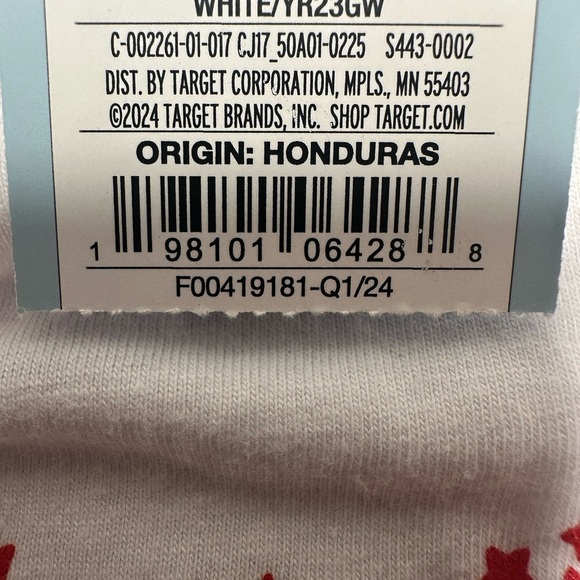 WHITE/YR23GW
C-002261-01-017 CJ17_50A01-0225 S443-0002
DIST. BY TARGET CORPORATION, MPLS., MN 55403
©2024 TARGET BRANDS, INC. SHOP TARGET.COM
ORIGIN: HONDURAS
1 98101 06428 8
F00419181-Q1/24